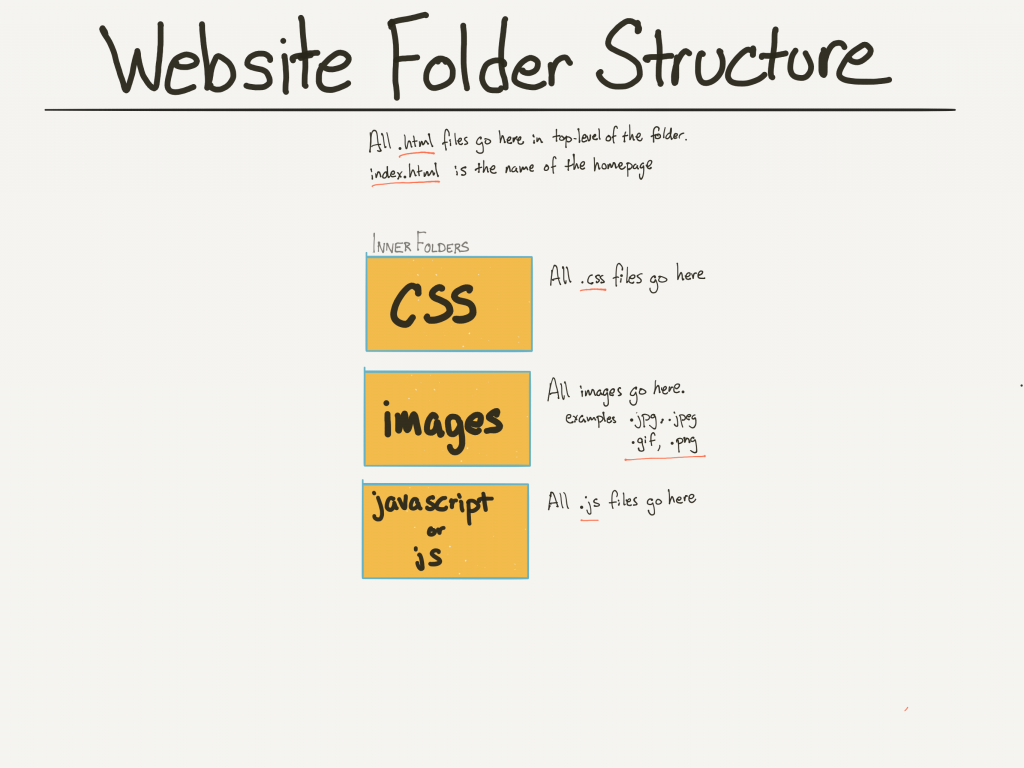 Website Folder Structure
All .html files go here in top-level of the folder.
index.html is the name of the homepage
INNER FOLDERS
CSS
All .css files go here
images
All images go here.
examples .jpg, .jpeg
.gif, .png
javascript
or
js
All .js files go here